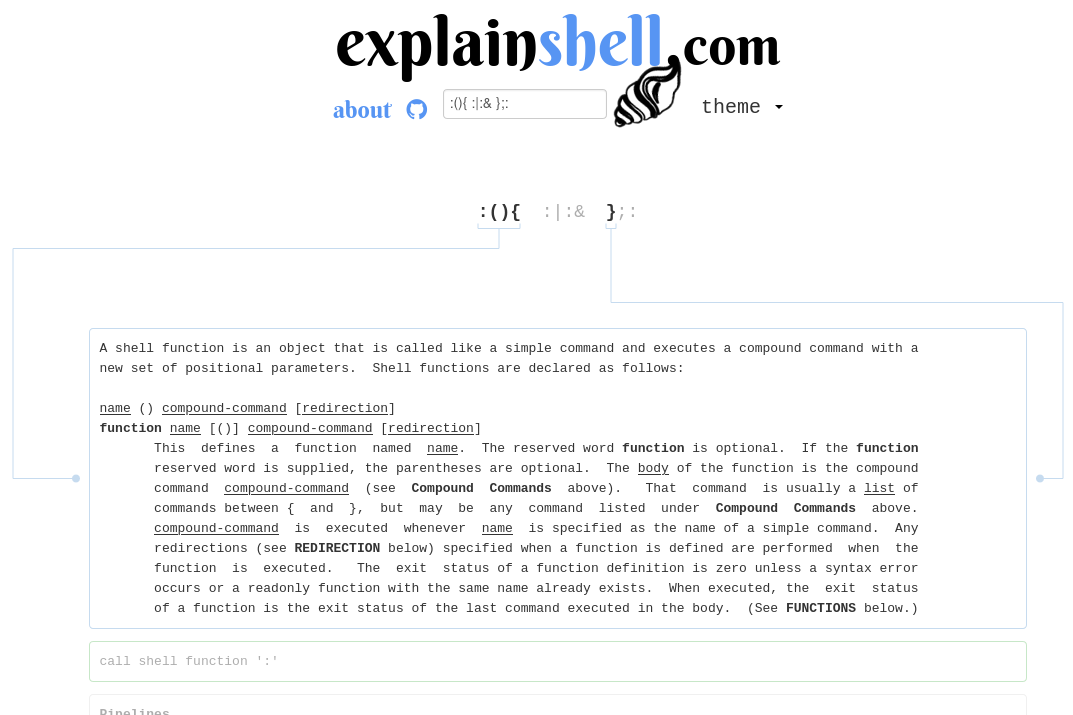 explainshell.com
about :(){ :|:& };: theme
:(){ :|:& };:
A shell function is an object that is called like a simple command and executes a compound command with a
new set of positional parameters.  Shell functions are declared as follows:
name () compound-command [redirection]
function name [()] compound-command [redirection]
This  defines  a  function  named  name.  The reserved word function is optional.  If the function
reserved word is supplied, the parentheses are optional.  The body of the function is the compound
command  compound-command  (see  Compound  Commands  above).   That  command  is usually a list of
commands between {  and  },  but  may  be  any  command  listed  under  Compound  Commands  above.
compound-command  is  executed  whenever  name  is specified as the name of a simple command.  Any
redirections (see REDIRECTION below) specified when a function is defined are performed  when  the
function  is  executed.   The  exit  status of a function definition is zero unless a syntax error
occurs or a readonly function with the same name already exists.  When executed, the  exit  status
of a function is the exit status of the last command executed in the body.  (See FUNCTIONS below.)
call shell function ':'
Pipelines